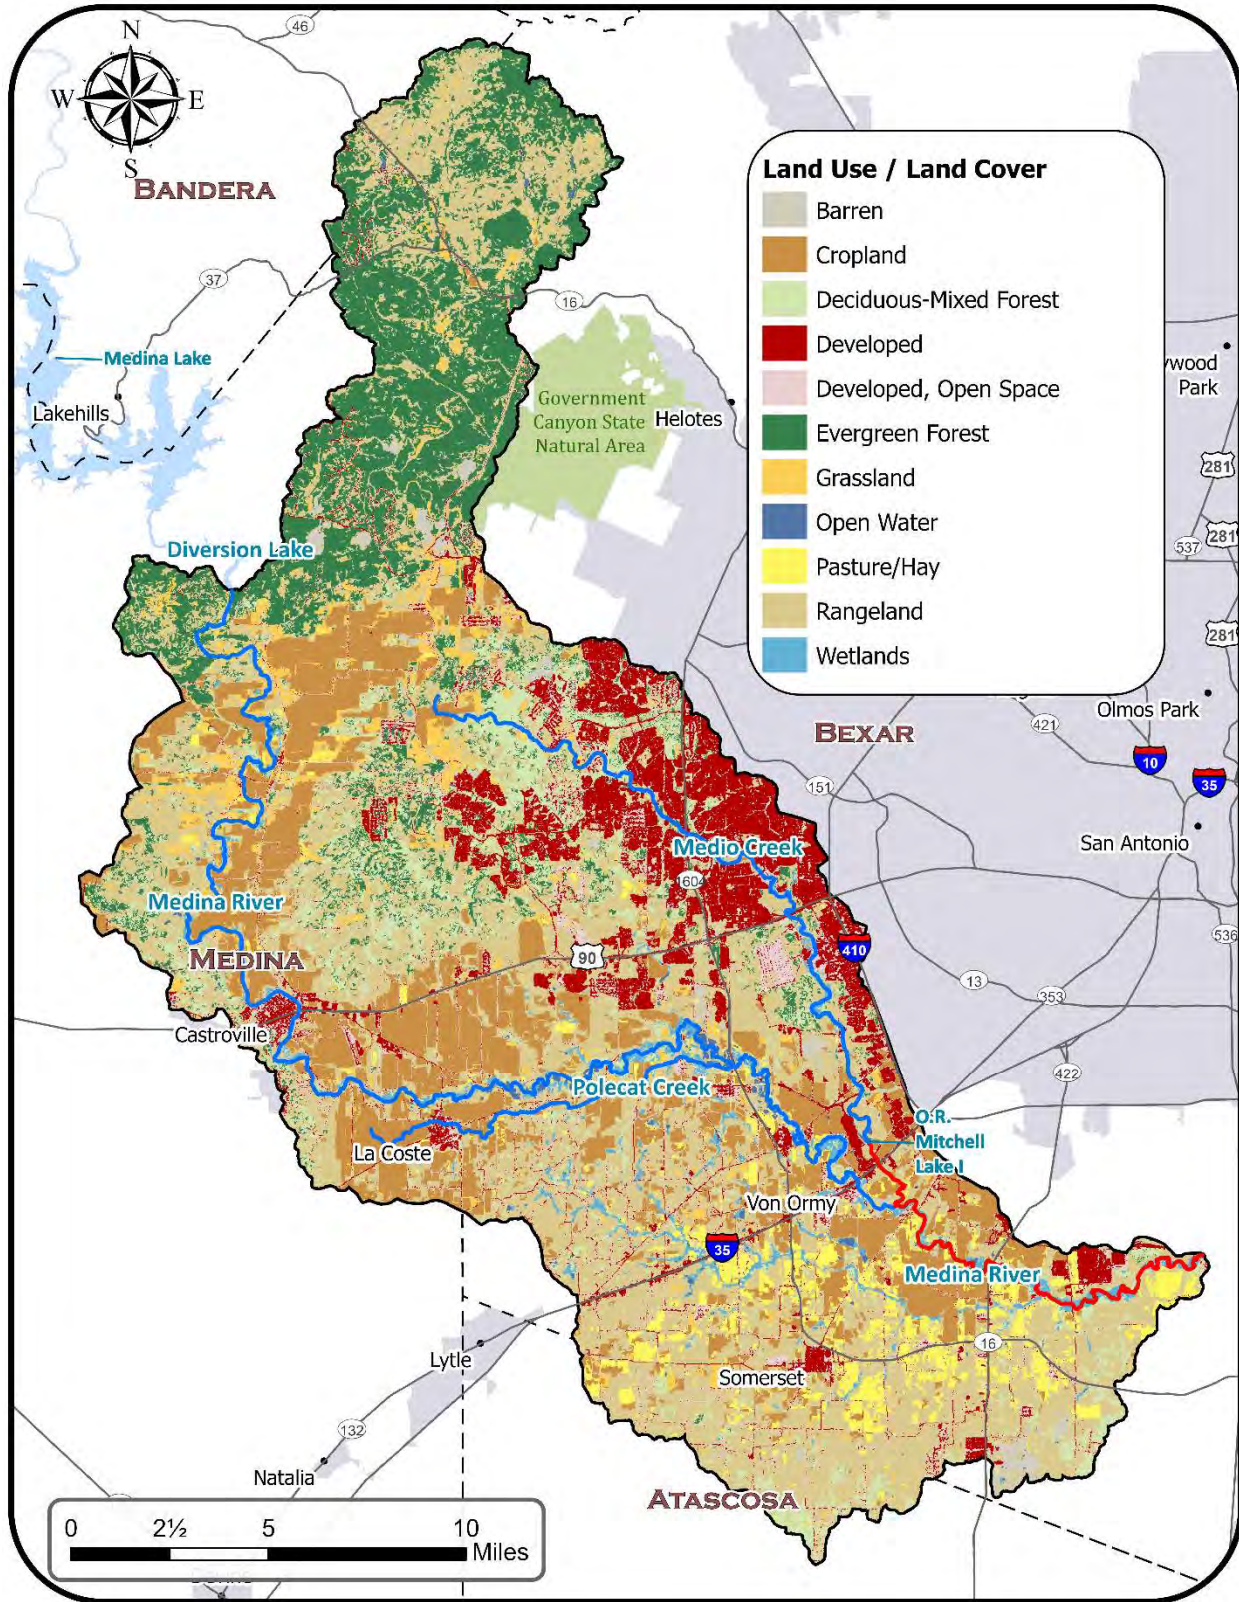 46
N
W
E
S
BANDERA
Land Use / Land Cover
Barren
Cropland
Deciduous-Mixed Forest
Developed
Developed, Open Space
Evergreen Forest
Grassland
Open Water
Pasture/Hay
Rangeland
Wetlands
37
16
Medina Lake
Lakehills
Government
Canyon State
Natural Area
Helotes
ywood
Park
281
281
537
281
Diversion Lake
Olmos Park
421
BEXAR
10
35
151
San Antonio
Medio Creek
1604
Medina River
MEDINA
90
410
536
13
353
Castroville
422
Polecat Creek
O.R.
Mitchell
Lake I
La Coste
Von Ormy
35
Medina River
16
Lytle
Somerset
132
Natalia
ATASCOSA
0 2½ 5 10
Miles